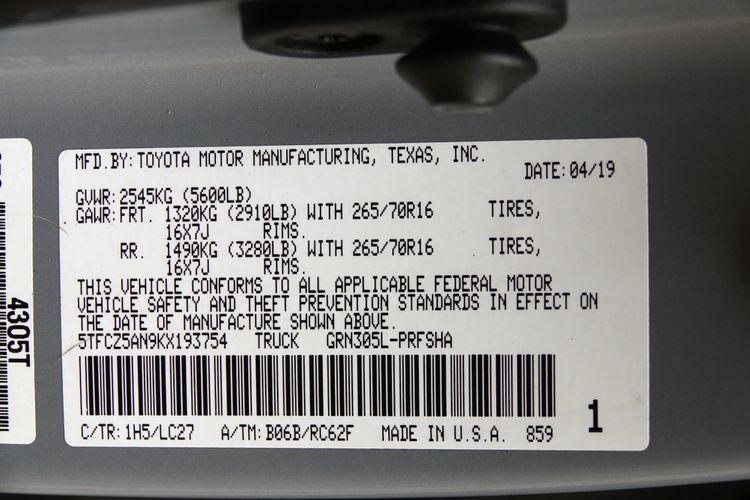 MFD.BY: TOYOTA MOTOR MANUFACTURING, TEXAS, INC.
DATE: 04/19
GVWR: 2545KG (5600LB)
GAWR: FRT. 1320KG (2910LB) WITH 265/70R16 TIRES,
16X7J RIMS.
RR. 1490KG (3280LB) WITH 265/70R16 TIRES,
16X7J RIMS.
THIS VEHICLE CONFORMS TO ALL APPLICABLE FEDERAL MOTOR
VEHICLE SAFETY AND THEFT PREVENTION STANDARDS IN EFFECT ON
THE DATE OF MANUFACTURE SHOWN ABOVE.
5TFCZ5AN9KX193754 TRUCK GRN305L-PRFSHA
1
C/TR: 1H5/LC27 A/TM: B06B/RC62F MADE IN U.S.A. 859
4305T